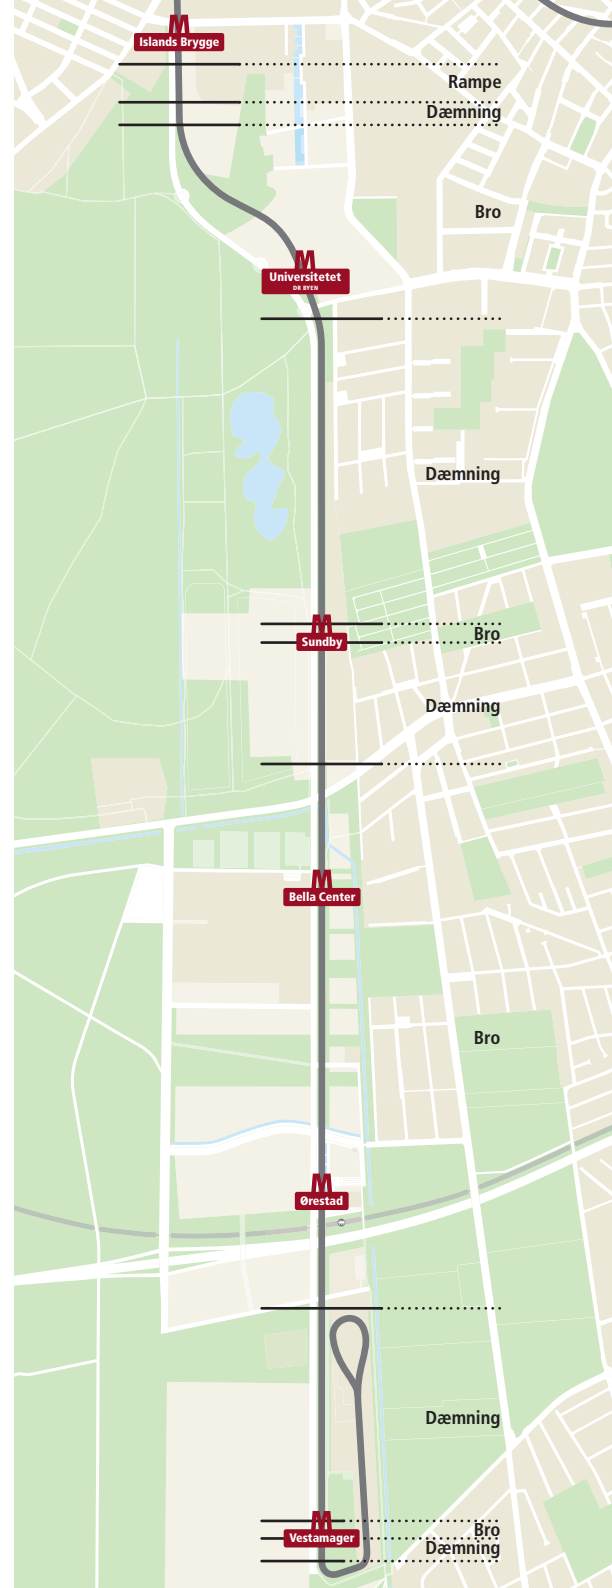 M
Islands Brygge
Rampe
Dæmning
Bro
M
Universitetet
DR BYEN
Dæmning
M
Bro
Sundby
Dæmning
M
Bella Center
Bro
M
Ørestad
Dæmning
M
Bro
Vestamager
Dæmning